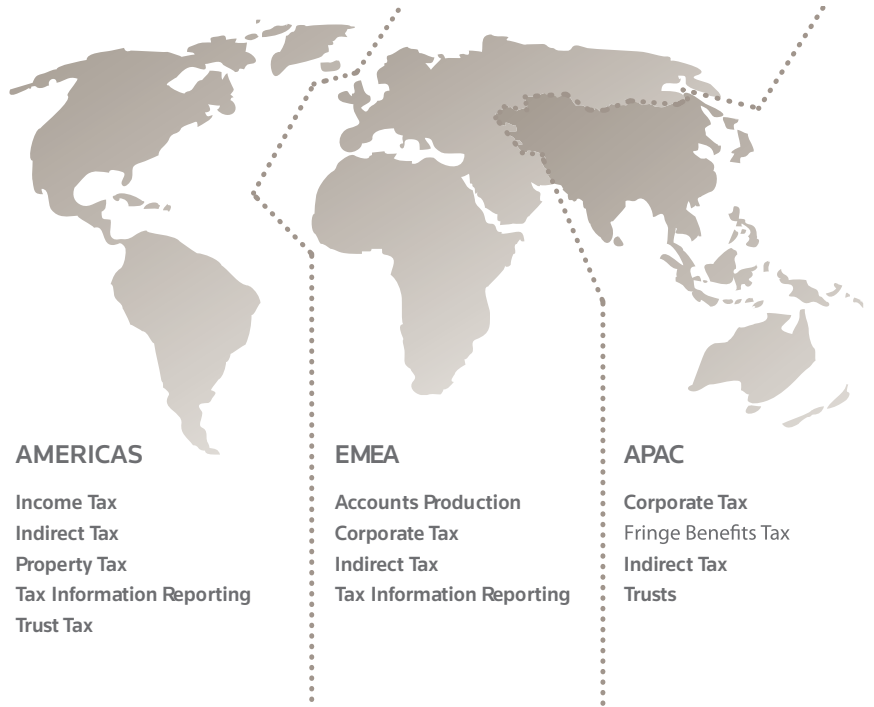 AMERICAS
Income Tax
Indirect Tax
Property Tax
Tax Information Reporting
Trust Tax
EMEA
Accounts Production
Corporate Tax
Indirect Tax
Tax Information Reporting
APAC
Corporate Tax
Fringe Benefits Tax
Indirect Tax
Trusts